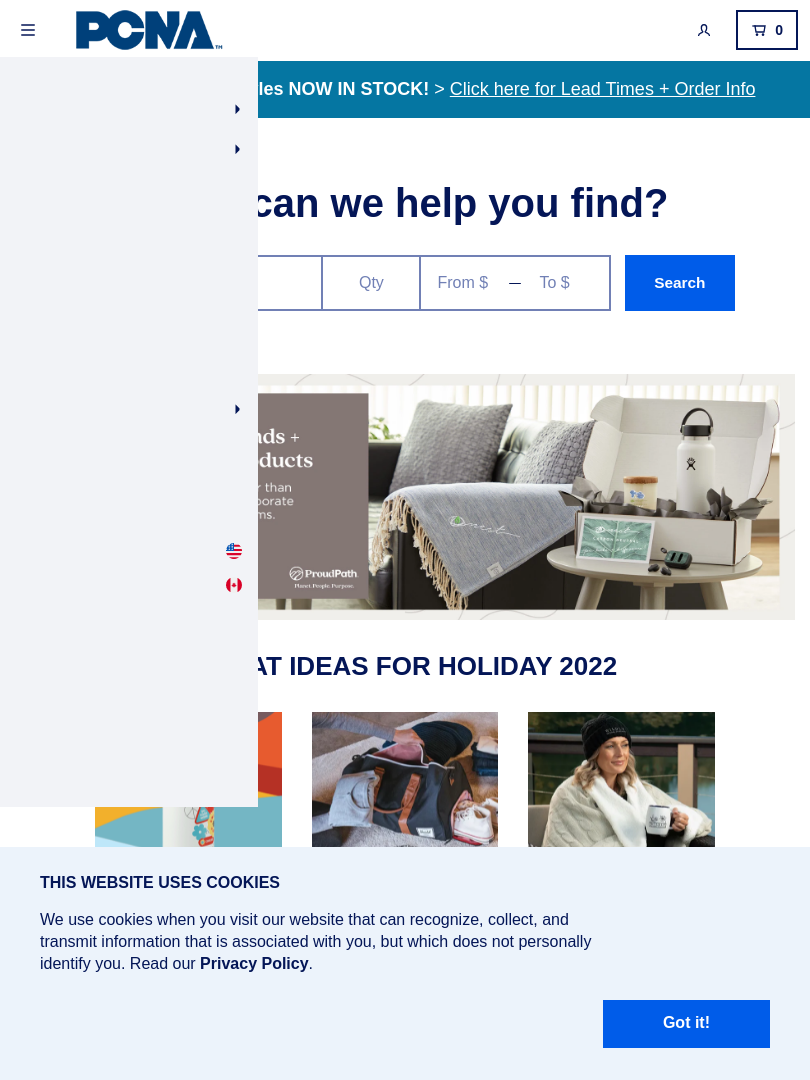 PCNA™
0
les NOW IN STOCK! > Click here for Lead Times + Order Info
can we help you find?
Qty
From $ — To $
Search
nds +
oducts
r than
porate
ms.
ProudPath
Planet. People. Purpose.
AT IDEAS FOR HOLIDAY 2022
THIS WEBSITE USES COOKIES
We use cookies when you visit our website that can recognize, collect, and
transmit information that is associated with you, but which does not personally
identify you. Read our Privacy Policy.
Got it!